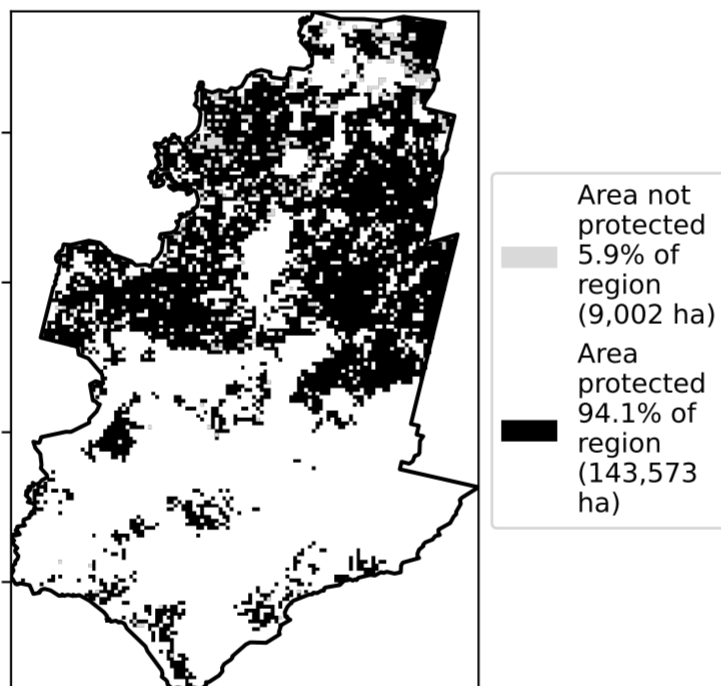 Area not
protected
5.9% of
region
(9,002 ha)
Area
protected
94.1% of
region
(143,573
ha)